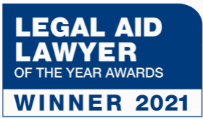 LEGAL AID
LAWYER
OF THE YEAR AWARDS
WINNER 2021